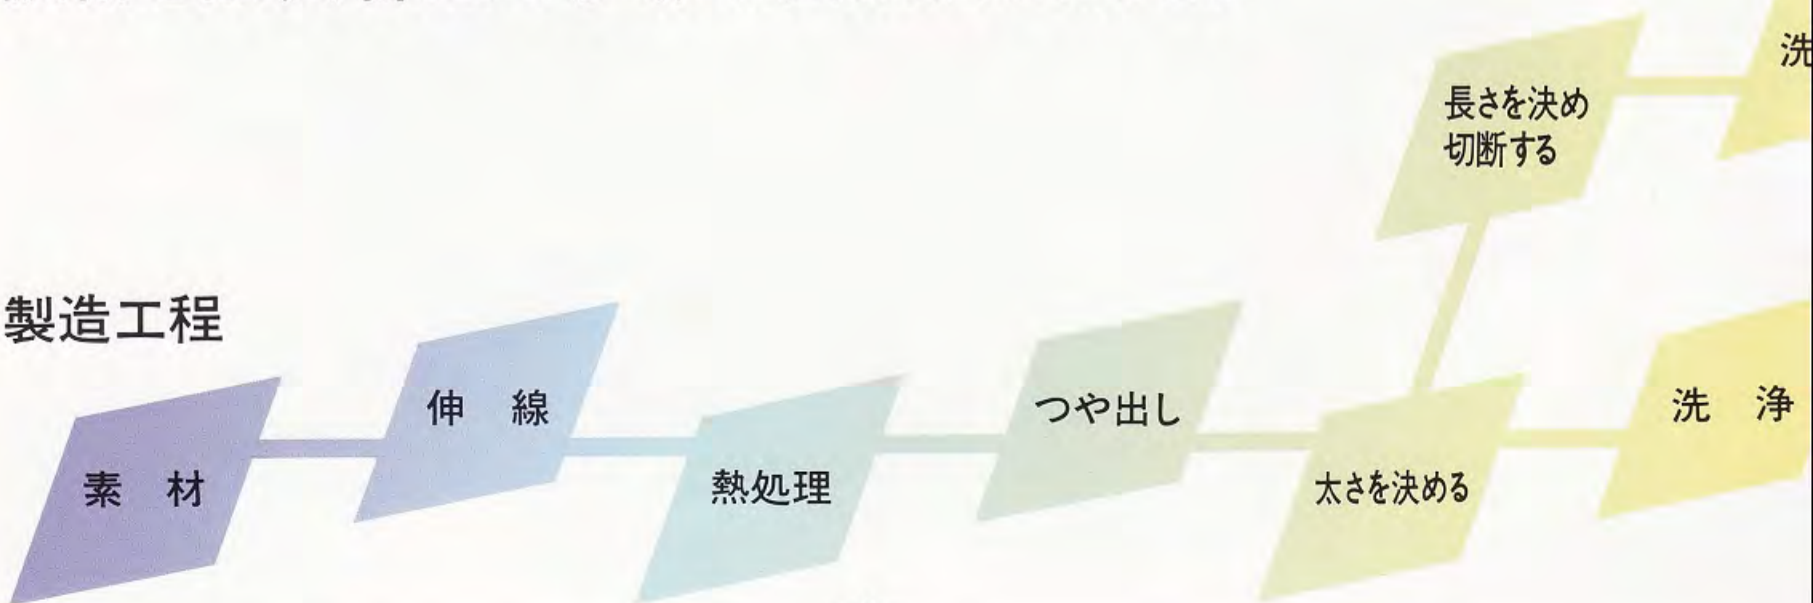 製造工程
素 材
伸 線
熱処理
つや出し
太さを決める
長さを決め
切断する
洗
洗 浄